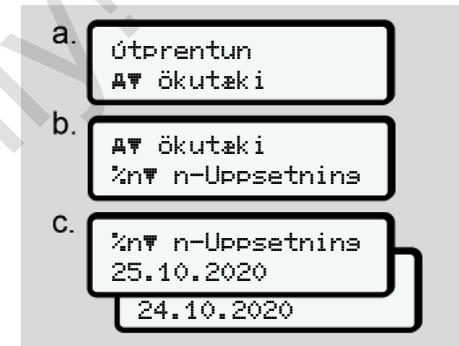 a.
útprentun
A▼ ökutæki
b.
A▼ ökutæki
%n▼ n-Uppsetning
c.
%n▼ n-Uppsetning
25.10.2020
24.10.2020